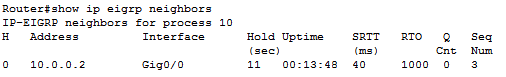 Router#show ip eigrp neighbors
IP-EIGRP neighbors for process 10
H   Address         Interface      Hold Uptime    SRTT   RTO   Q   Seq
                                   (sec)          (ms)        Cnt  Num
0   10.0.0.2        Gig0/0         11   00:13:48  40     1000  0   3